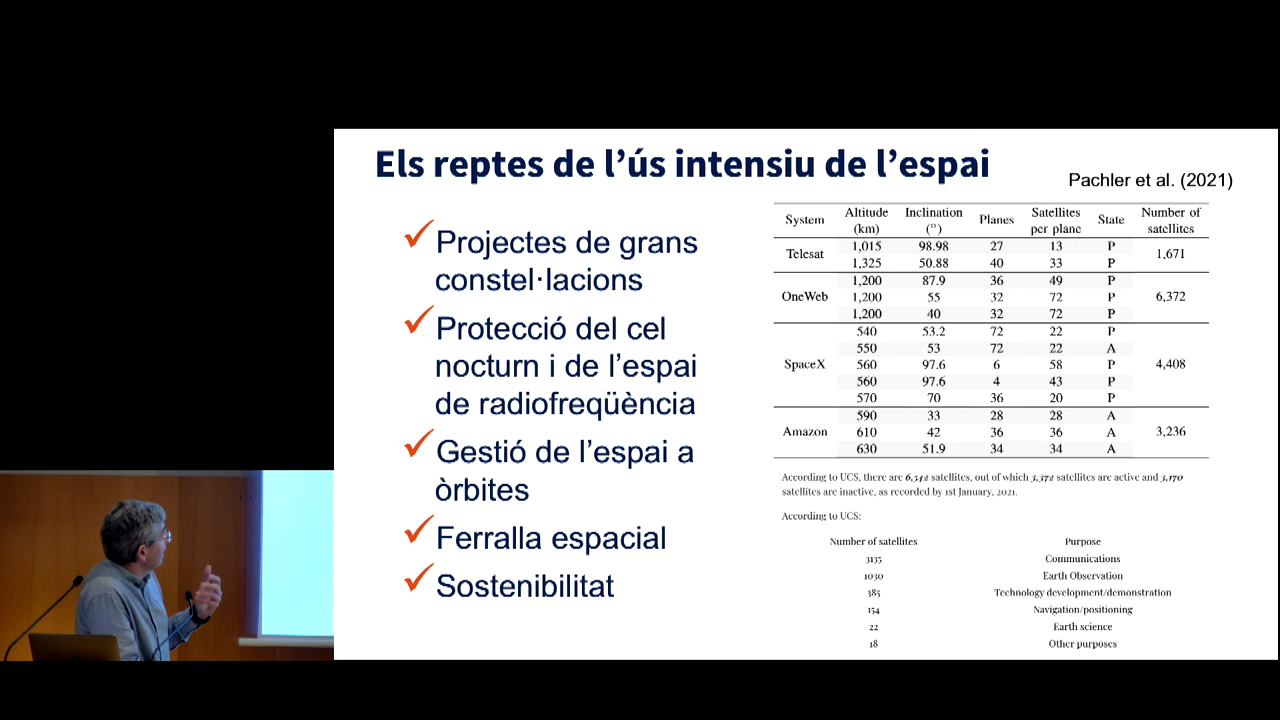 Els reptes de l’ús intensiu de l’espai
Pachler et al. (2021)
✓Projectes de grans
constel·lacions
✓Protecció del cel
nocturn i de l’espai
de radiofreqüència
✓Gestió de l’espai a
òrbites
✓Ferralla espacial
✓Sostenibilitat
System Altitude (km) Inclination (°) Planes Satellites per plane State Number of satellites
Telesat 1,015 98.98 27 13 P 1,671
1,325 50.88 40 33 P
OneWeb 1,200 87.9 36 49 P 6,372
1,200 55 32 72 P
1,200 40 32 72 P
SpaceX 540 53.2 72 22 P 4,408
550 53 72 22 A
560 97.6 6 58 P
560 97.6 4 43 P
570 70 36 20 P
Amazon 590 33 28 28 A 3,236
610 42 36 36 A
630 51.9 34 34 A
According to UCS, there are 6,542 satellites, out of which 3,372 satellites are active and 3,170
satellites are inactive, as recorded by 1st January, 2021.
According to UCS:
Number of satellites Purpose
3135 Communications
1030 Earth Observation
385 Technology development/demonstration
154 Navigation/positioning
22 Earth science
18 Other purposes